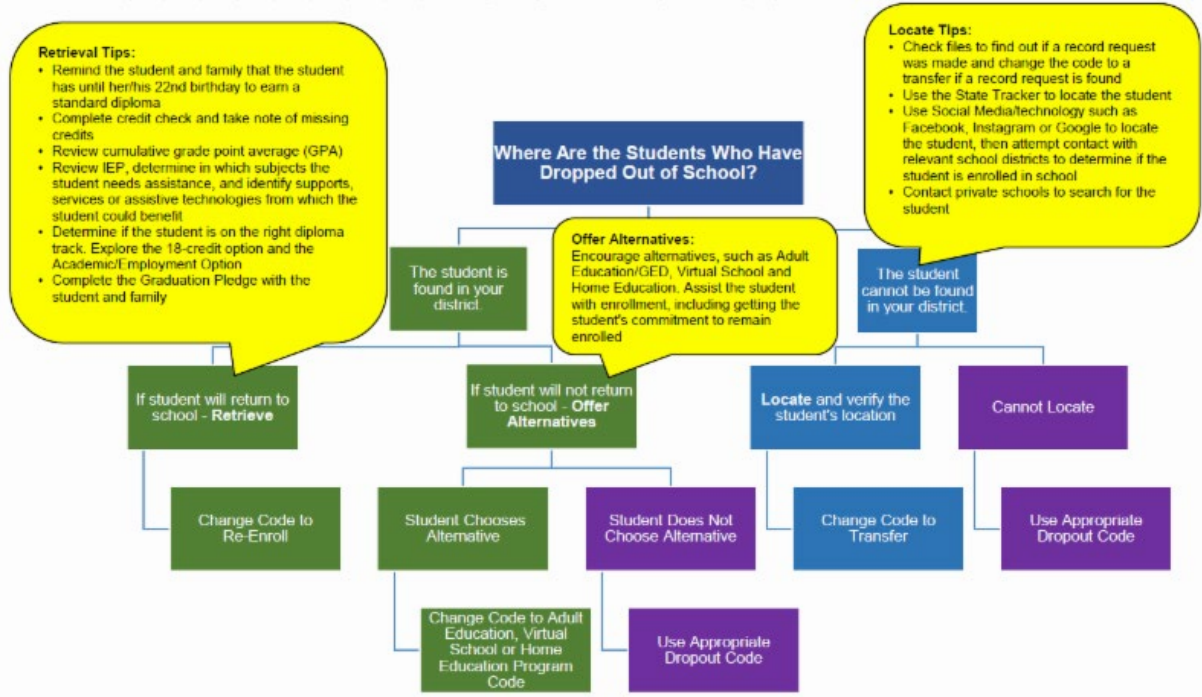 Retrieval Tips:
• Remind the student and family that the student
has until her/his 22nd birthday to earn a
standard diploma
• Complete credit check and take note of missing
credits
• Review cumulative grade point average (GPA)
• Review IEP, determine in which subjects the
student needs assistance, and identify supports,
services or assistive technologies from which the
student could benefit
• Determine if the student is on the right diploma
track. Explore the 18-credit option and the
Academic/Employment Option
• Complete the Graduation Pledge with the
student and family
Where Are the Students Who Have
Dropped Out of School?
Locate Tips:
• Check files to find out if a record request
was made and change the code to a
transfer if a record request is found
• Use the State Tracker to locate the student
• Use Social Media/technology such as
Facebook, Instagram or Google to locate
the student, then attempt contact with
relevant school districts to determine if the
student is enrolled in school
• Contact private schools to search for the
student
The student is
found in your
district.
Offer Alternatives:
Encourage alternatives, such as Adult
Education/GED, Virtual School and
Home Education. Assist the student
with enrollment, including getting the
student's commitment to remain
enrolled
The student
cannot be found
in your district.
If student will return to
school - Retrieve
If student will not return
to school - Offer
Alternatives
Locate and verify the
student's location
Cannot Locate
Change Code to
Re-Enroll
Student Chooses
Alternative
Student Does Not
Choose Alternative
Change Code to
Transfer
Use Appropriate
Dropout Code
Change Code to Adult
Education, Virtual
School or Home
Education Program
Code
Use Appropriate
Dropout Code